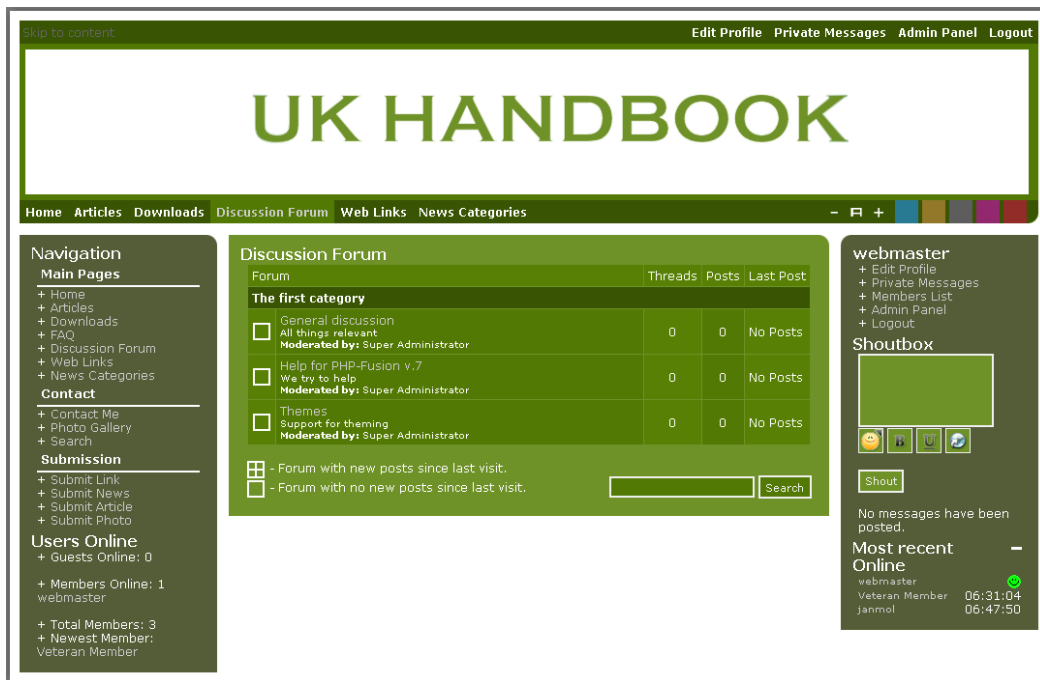 Skip to content
Edit Profile Private Messages Admin Panel Logout
UK HANDBOOK
Home Articles Downloads Discussion Forum Web Links News Categories
- A +
Navigation
Main Pages
+ Home
+ Articles
+ Downloads
+ FAQ
+ Discussion Forum
+ Web Links
+ News Categories
Contact
+ Contact Me
+ Photo Gallery
+ Search
Submission
+ Submit Link
+ Submit News
+ Submit Article
+ Submit Photo
Users Online
+ Guests Online: 0
+ Members Online: 1
webmaster
+ Total Members: 3
+ Newest Member:
Veteran Member
Discussion Forum
Forum Threads Posts Last Post
The first category
General discussion
All things relevant
Moderated by: Super Administrator
0 0 No Posts
Help for PHP-Fusion v.7
We try to help
Moderated by: Super Administrator
0 0 No Posts
Themes
Support for theming
Moderated by: Super Administrator
0 0 No Posts
- Forum with new posts since last visit.
- Forum with no new posts since last visit.
Search
webmaster
+ Edit Profile
+ Private Messages
+ Members List
+ Admin Panel
+ Logout
Shoutbox
B U
Shout
No messages have been
posted.
Most recent
Online
webmaster
Veteran Member 06:31:04
janmol 06:47:50